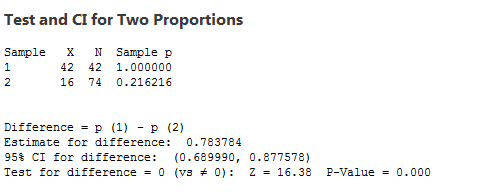 Test and CI for Two Proportions
Sample   X   N  Sample p
1       42  42  1.000000
2       16  74  0.216216
Difference = p (1) - p (2)
Estimate for difference:  0.783784
95% CI for difference:  (0.689990, 0.877578)
Test for difference = 0 (vs ≠ 0):  Z = 16.38  P-Value = 0.000